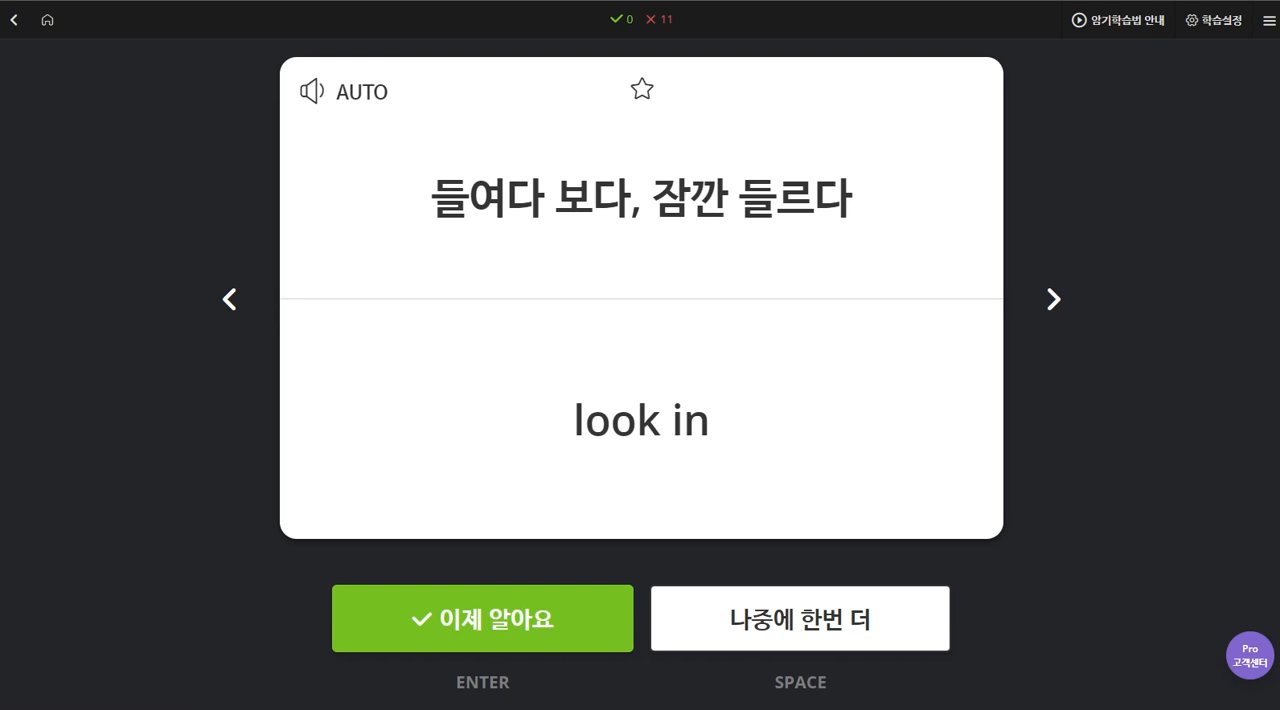 0 11
암기학습법 안내
학습설정
AUTO
들여다 보다, 잠깐 들르다
look in
이제 알아요
나중에 한번 더
ENTER
SPACE
Pro
고객센터